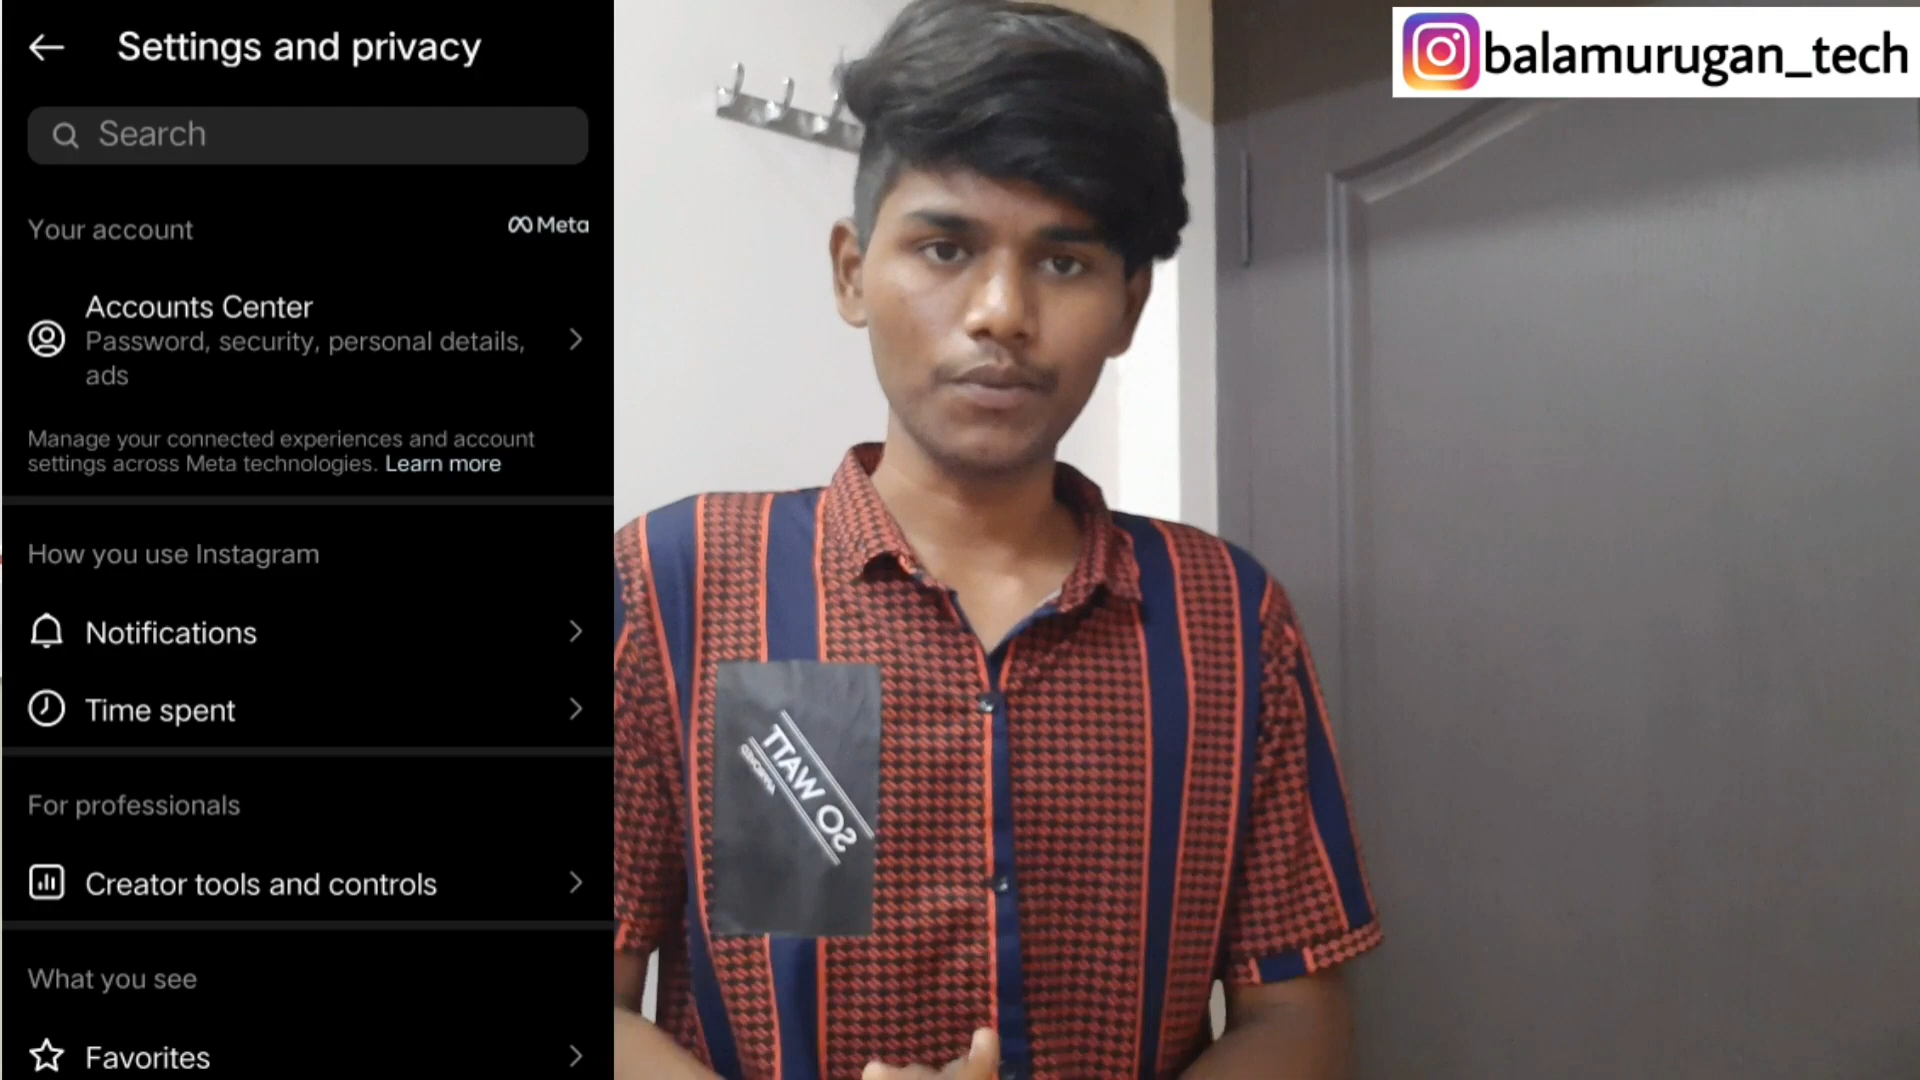 Settings and privacy
Search
Your account
Meta
Accounts Center
Password, security, personal details,
ads
Manage your connected experiences and account
settings across Meta technologies. Learn more
How you use Instagram
Notifications
Time spent
For professionals
Creator tools and controls
What you see
Favorites
balamurugan_tech
SO WATT